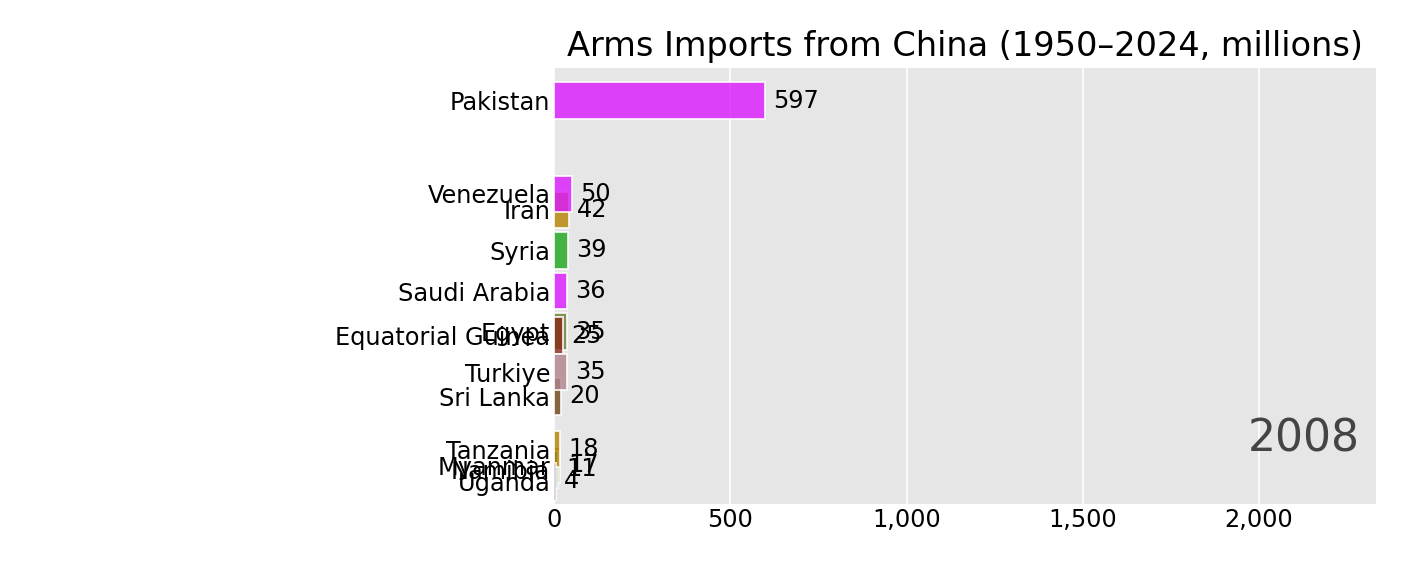 Arms Imports from China (1950–2024, millions)
Pakistan 597
Venezuela 50
Iran 42
Syria 39
Saudi Arabia 36
Egypt 35
Equatorial Guinea 25
Turkiye 35
Sri Lanka 20
2008
Tanzania 18
Myanmar 17
Namibia 11
Uganda 4
0 500 1,000 1,500 2,000